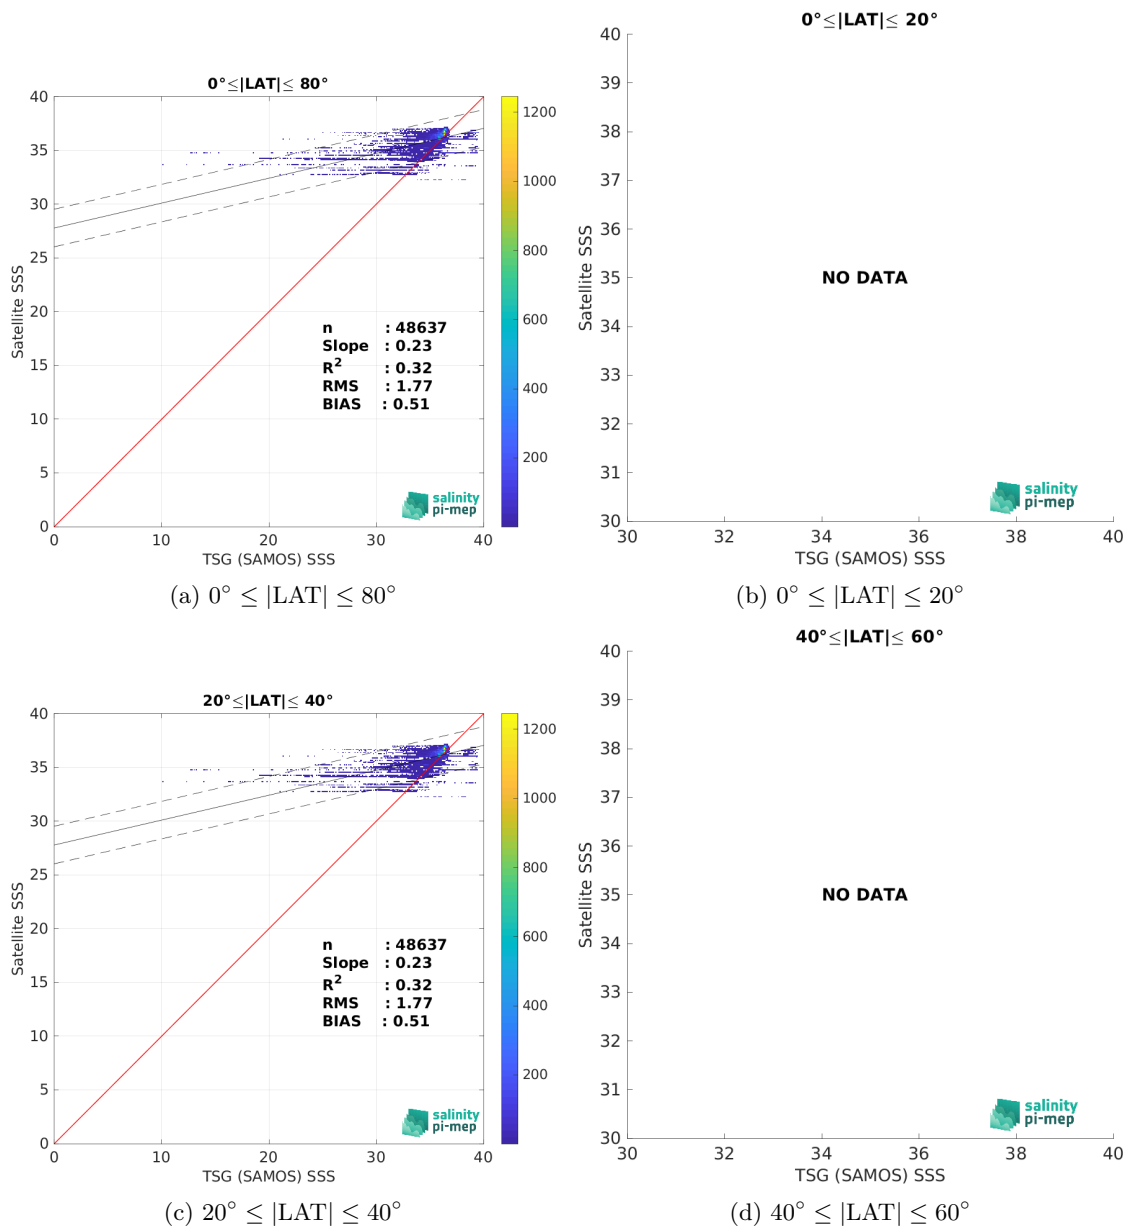 0°≤|LAT|≤ 80°
40
35
30
25
20
15
10
5
0
Satellite SSS
0
10
20
30
40
TSG (SAMOS) SSS
n : 48637
Slope : 0.23
R² : 0.32
RMS : 1.77
BIAS : 0.51
salinity
pi-mep
1200
1000
800
600
400
200
(a) 0° ≤ |LAT| ≤ 80°
0°≤|LAT|≤ 20°
40
39
38
37
36
35
34
33
32
31
30
Satellite SSS
NO DATA
salinity
pi-mep
30
32
34
36
38
40
TSG (SAMOS) SSS
(b) 0° ≤ |LAT| ≤ 20°
20°≤|LAT|≤ 40°
40
35
30
25
20
15
10
5
0
Satellite SSS
0
10
20
30
40
TSG (SAMOS) SSS
n : 48637
Slope : 0.23
R² : 0.32
RMS : 1.77
BIAS : 0.51
salinity
pi-mep
1200
1000
800
600
400
200
(c) 20° ≤ |LAT| ≤ 40°
40°≤|LAT|≤ 60°
40
39
38
37
36
35
34
33
32
31
30
Satellite SSS
NO DATA
salinity
pi-mep
30
32
34
36
38
40
TSG (SAMOS) SSS
(d) 40° ≤ |LAT| ≤ 60°